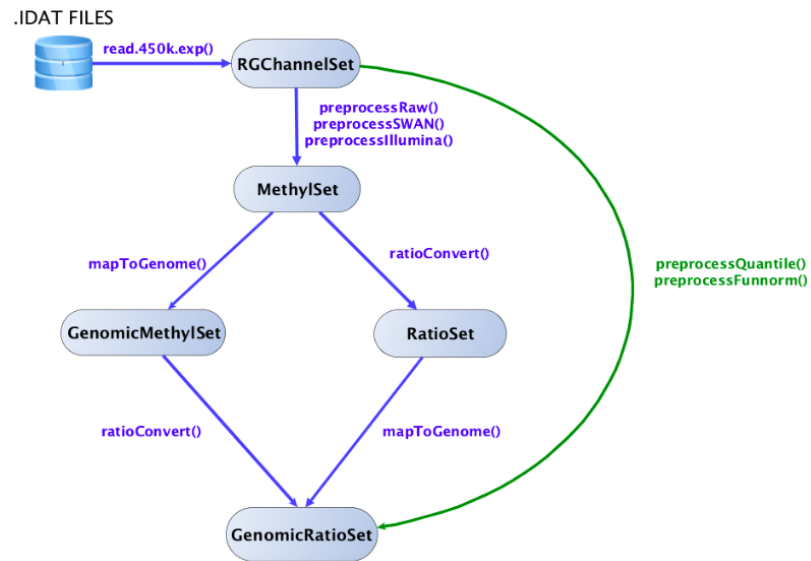 .IDAT FILES
read.450k.exp()
RGChannelSet
preprocessRaw()
preprocessSWAN()
preprocessIllumina()
MethylSet
mapToGenome()
ratioConvert()
preprocessQuantile()
preprocessFunnorm()
GenomicMethylSet
RatioSet
ratioConvert()
mapToGenome()
GenomicRatioSet